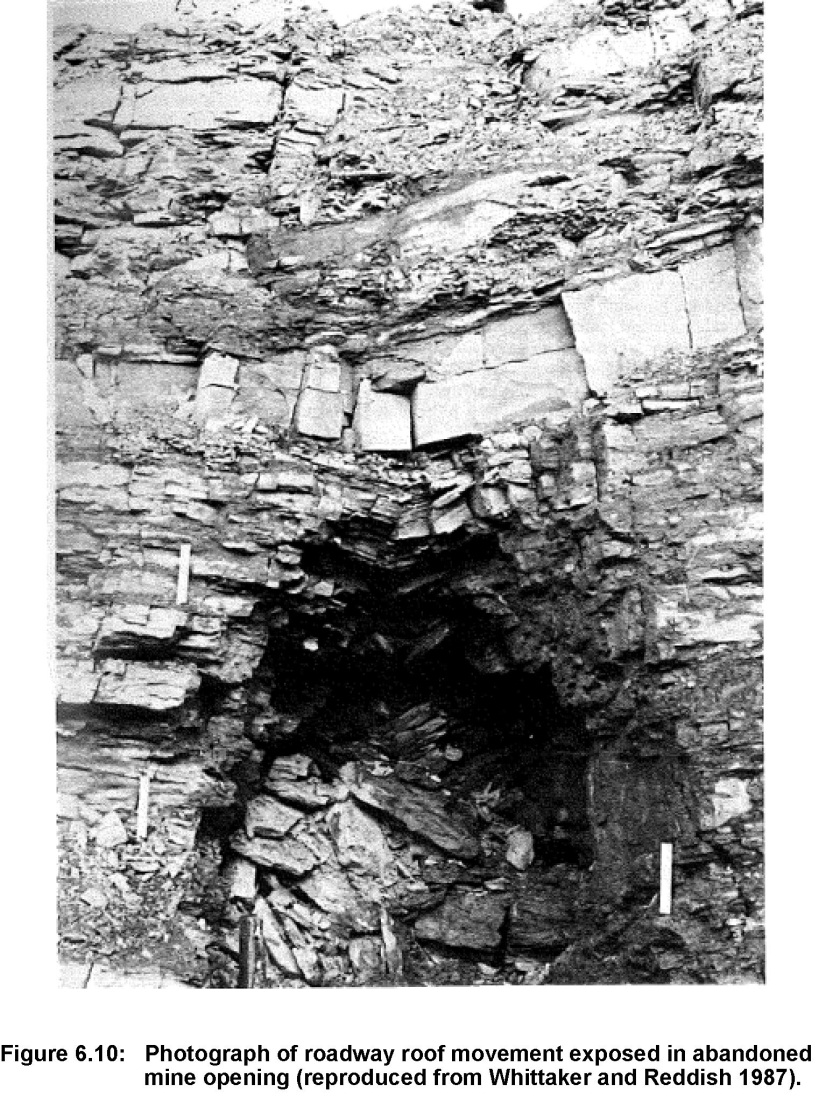 Figure 6.10: Photograph of roadway roof movement exposed in abandoned
mine opening (reproduced from Whittaker and Reddish 1987).